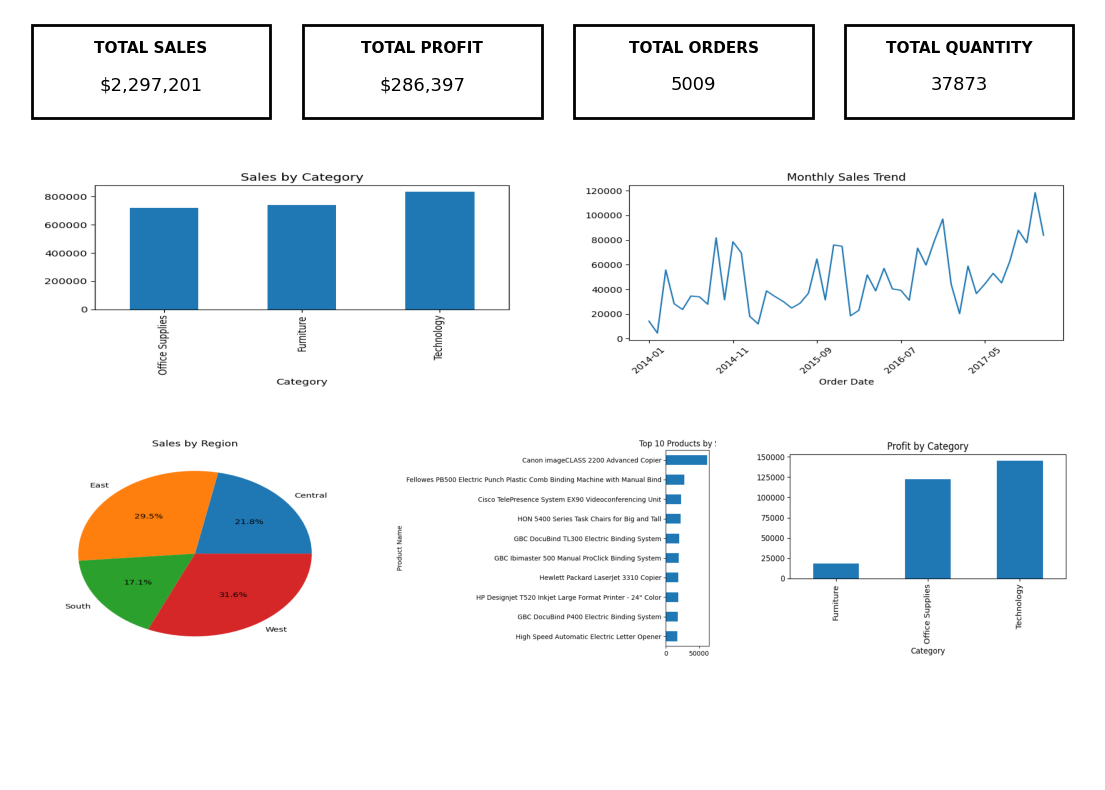 TOTAL SALES
$2,297,201
TOTAL PROFIT
$286,397
TOTAL ORDERS
5009
TOTAL QUANTITY
37873
Sales by Category
800000
600000
400000
200000
0
Office Supplies
Furniture
Technology
Category
Monthly Sales Trend
120000
100000
80000
60000
40000
20000
0
2014-01
2014-11
2015-09
2016-07
2017-05
Order Date
Sales by Region
East
Central
29.5%
21.8%
17.1%
31.6%
South
West
Top 10 Products by
Product Name
Canon imageCLASS 2200 Advanced Copier
Fellowes PB500 Electric Punch Plastic Comb Binding Machine with Manual Bind
Cisco TelePresence System EX90 Videoconferencing Unit
HON 5400 Series Task Chairs for Big and Tall
GBC DocuBind TL300 Electric Binding System
GBC Ibimaster 500 Manual ProClick Binding System
Hewlett Packard LaserJet 3310 Copier
HP Designjet T520 Inkjet Large Format Printer - 24" Color
GBC DocuBind P400 Electric Binding System
High Speed Automatic Electric Letter Opener
0
50000
Profit by Category
150000
125000
100000
75000
50000
25000
0
Furniture
Office Supplies
Technology
Category